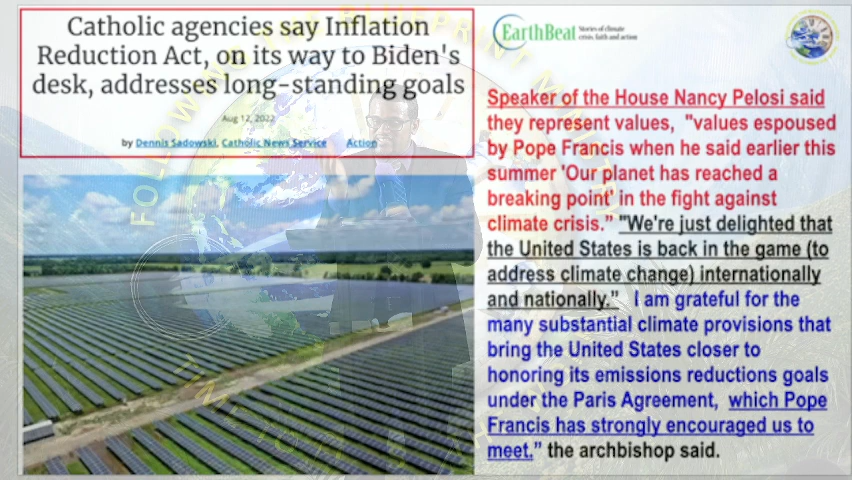 Catholic agencies say Inflation
Reduction Act, on its way to Biden's
desk, addresses long-standing goals
Aug 12, 2022
by Dennis Sadowski, Catholic News Service Action
EarthBeat
Stories of climate
crisis, faith and action
Speaker of the House Nancy Pelosi said
they represent values, "values espoused
by Pope Francis when he said earlier this
summer 'Our planet has reached a
breaking point' in the fight against
climate crisis." "We're just delighted that
the United States is back in the game (to
address climate change) internationally
and nationally." I am grateful for the
many substantial climate provisions that
bring the United States closer to
honoring its emissions reductions goals
under the Paris Agreement, which Pope
Francis has strongly encouraged us to
meet." the archbishop said.
FOLLOWING THE BLUEPRINT MINISTRY